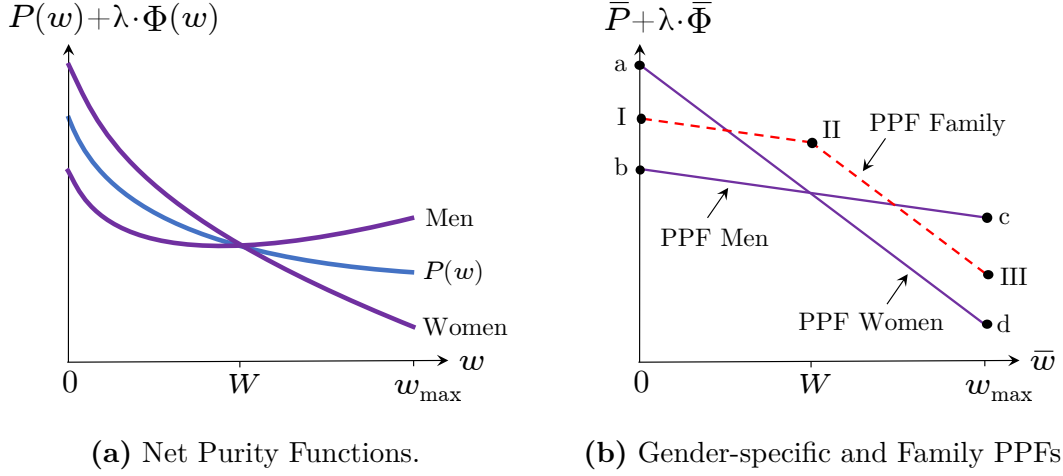 P(w)+λ·Φ(w)
Men
P(w)
Women
w
0
W
w_max
(a) Net Purity Functions.
P̅+λ·Φ̅
a
I
b
II
PPF Family
PPF Men
c
III
PPF Women
d
w̅
0
W
w_max
(b) Gender-specific and Family PPFs